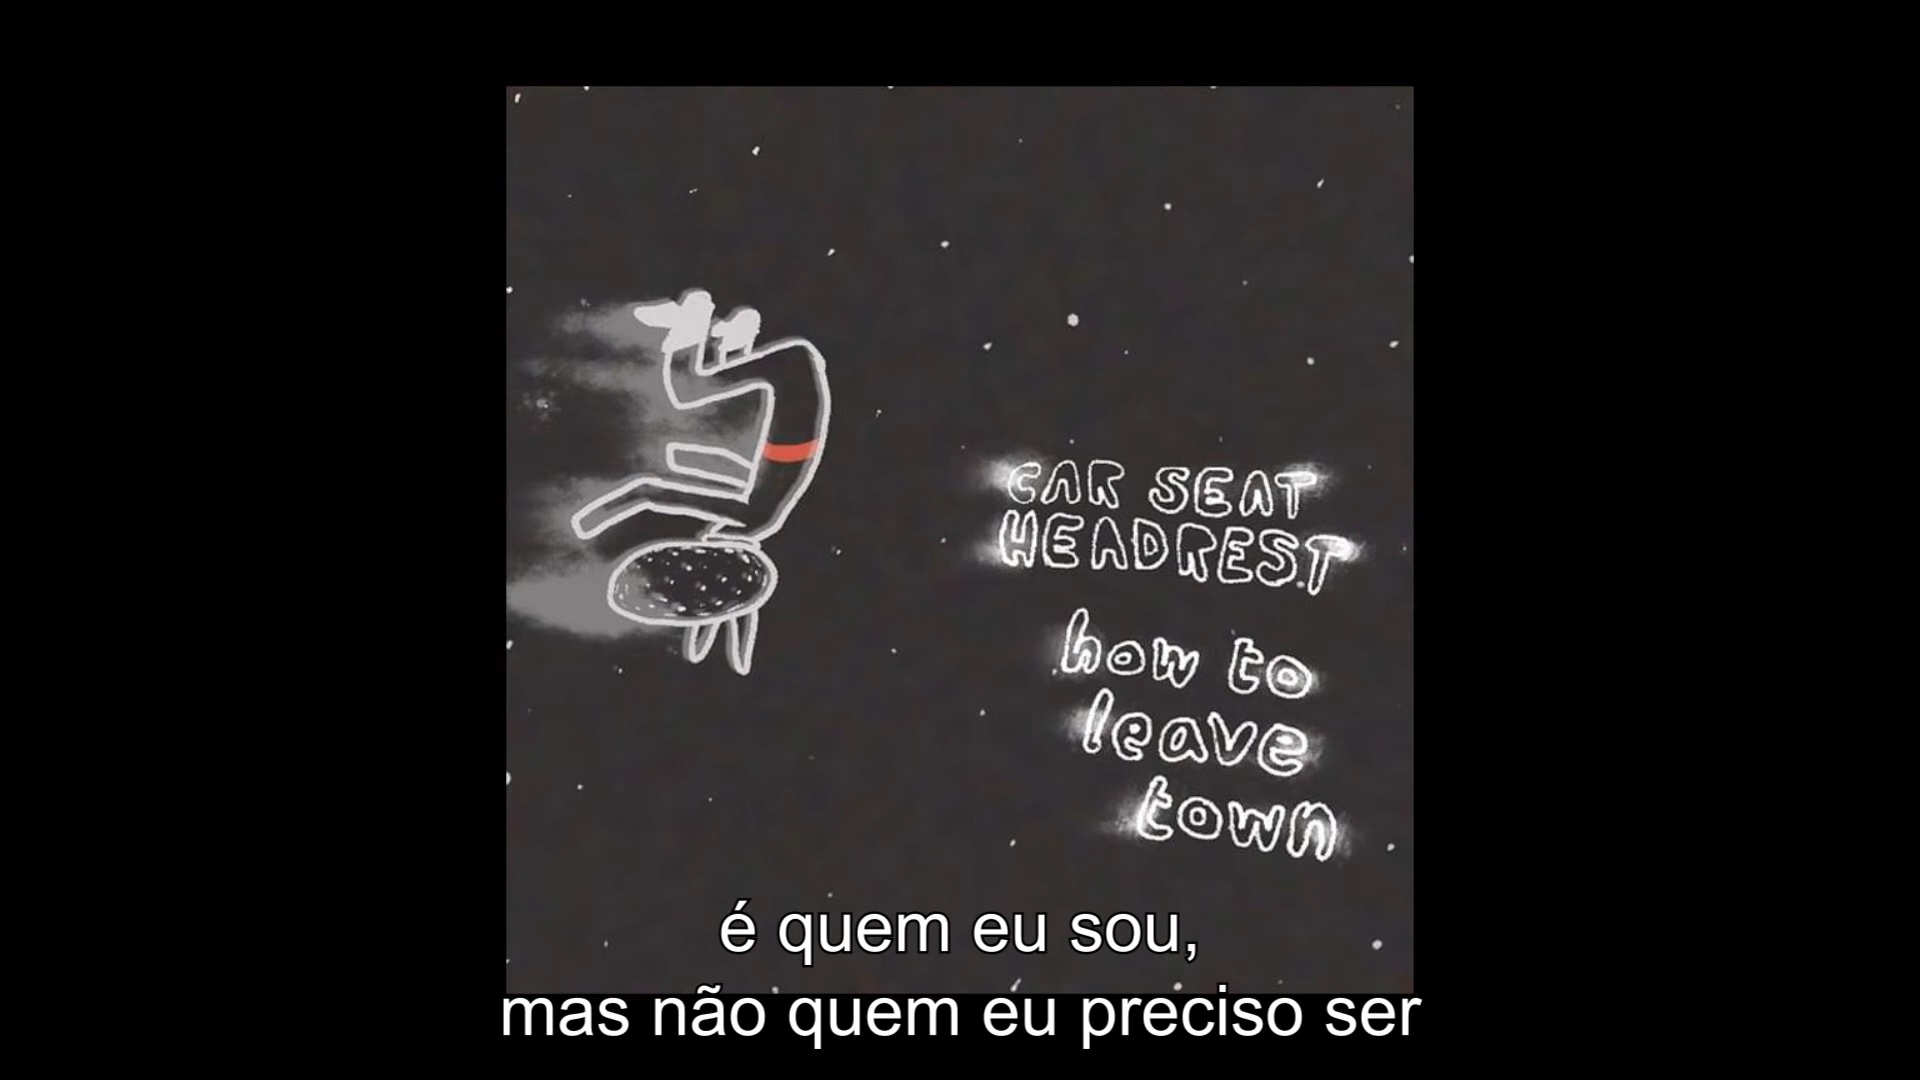 CAR SEAT
HEADREST
how to
leave
town
é quem eu sou,
mas não quem eu preciso ser